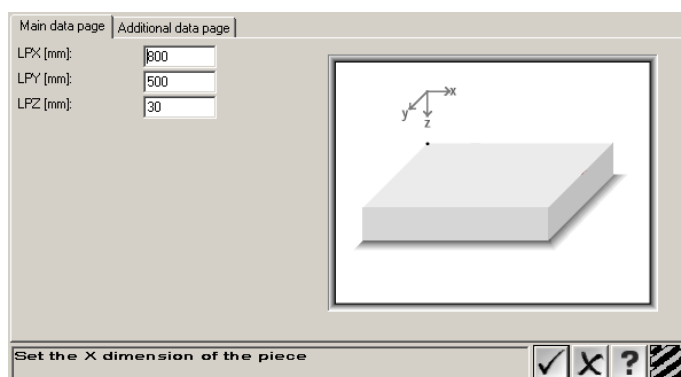 Main data page Additional data page
LPX [mm]: 800
LPY [mm]: 500
LPZ [mm]: 30
x
y
z
Set the X dimension of the piece
?